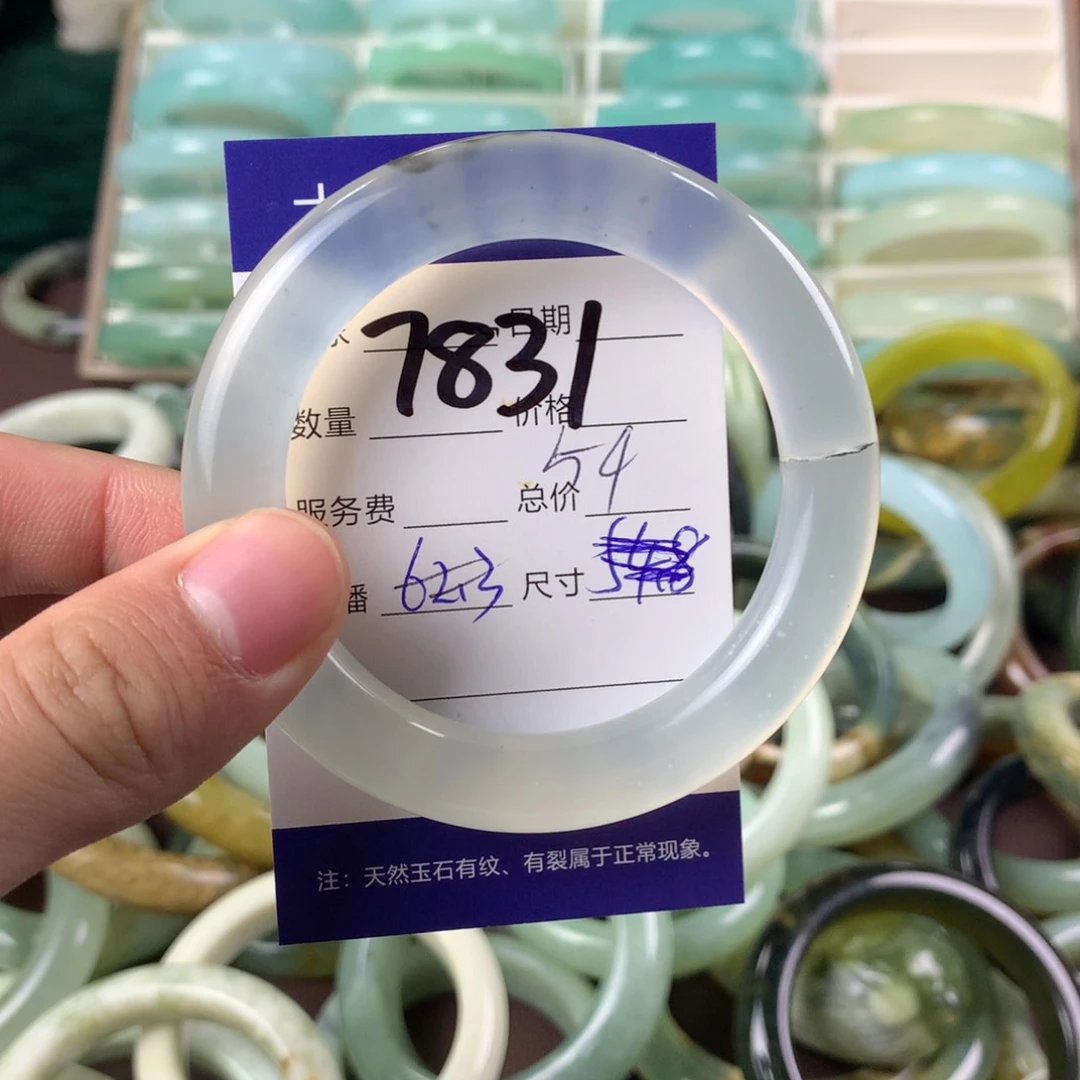 7831 日期
数量 价格
54
服务费 总价
播 6213 尺寸
注：天然玉石有纹、有裂属于正常现象。